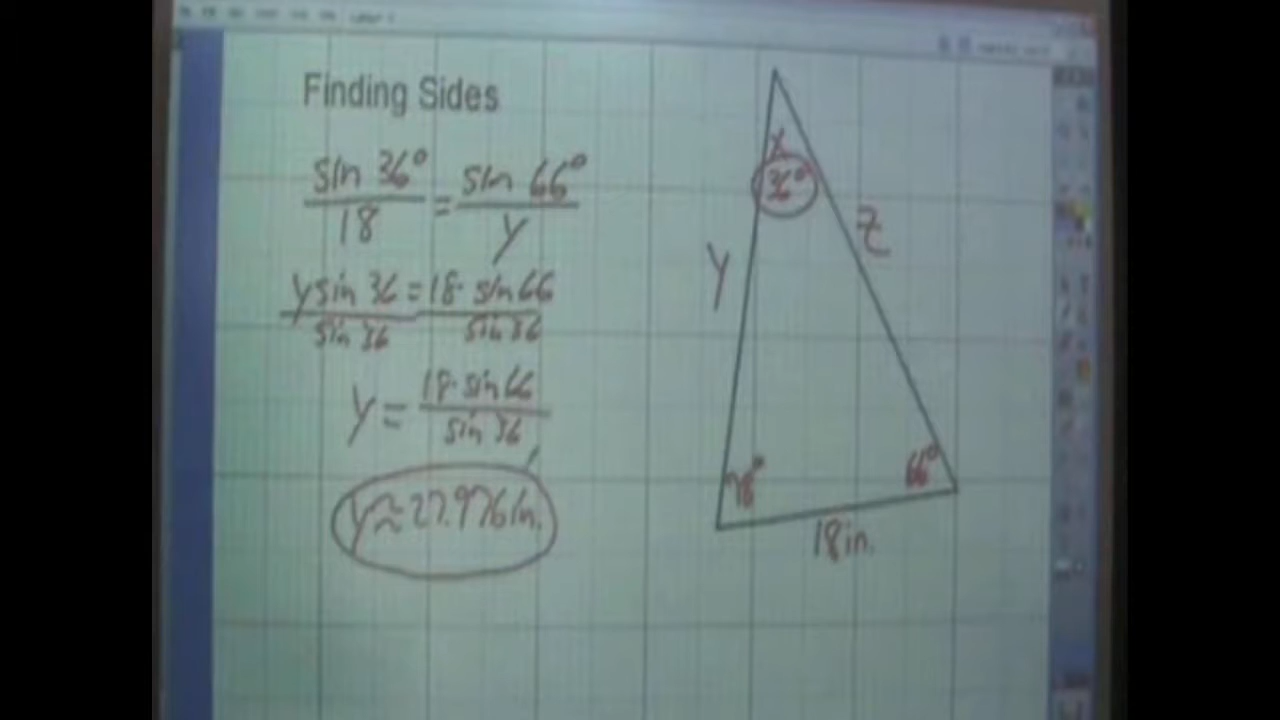 Finding Sides
sin 36° = sin 66°
18 y
y sin 36 = 18· sin 66
sin 36 sin 36
y = 18· sin 66
sin 36
y ≈ 27.976 in.
x
36°
y
z
78°
66°
18 in.